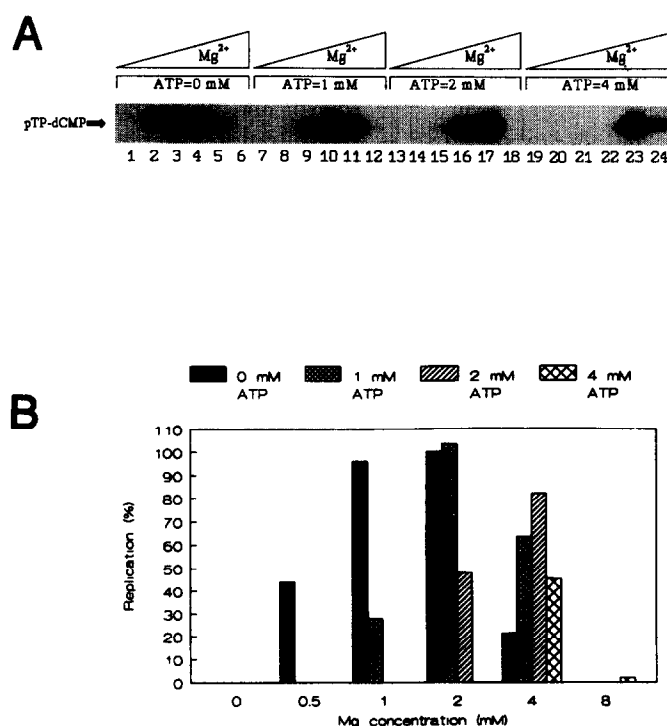 A
Mg2+ Mg2+ Mg2+ Mg2+
ATP=0 mM ATP=1 mM ATP=2 mM ATP=4 mM
pTP-dCMP
1 2 3 4 5 6 7 8 9 10 11 12 13 14 15 16 17 18 19 20 21 22 23 24
0 mM ATP 1 mM ATP 2 mM ATP 4 mM ATP
B
110
100
90
80
70
60
50
40
30
20
10
0
Replication (%)
0 0.5 1 2 4 8
Mg concentration (mM)